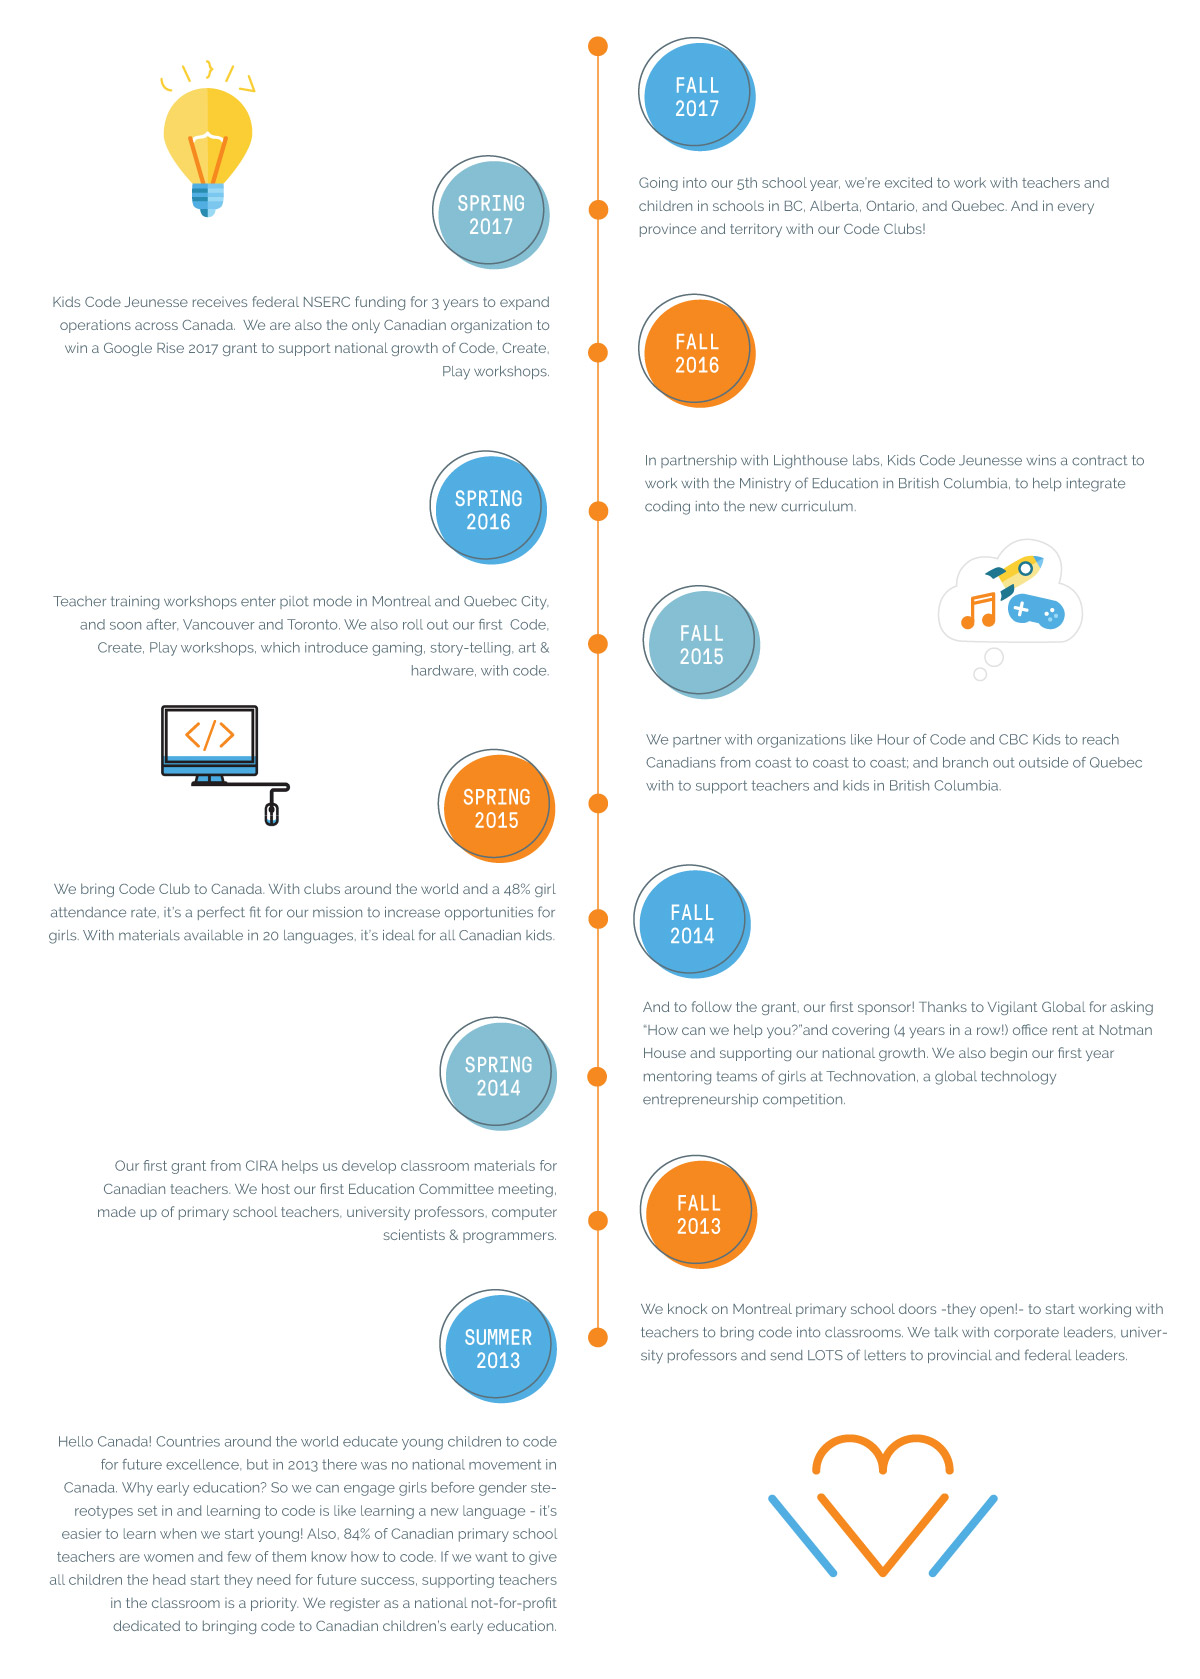 FALL
2017
Going into our 5th school year, we're excited to work with teachers and
children in schools in BC, Alberta, Ontario, and Quebec. And in every
province and territory with our Code Clubs!
SPRING
2017
Kids Code Jeunesse receives federal NSERC funding for 3 years to expand
operations across Canada.  We are also the only Canadian organization to
win a Google Rise 2017 grant to support national growth of Code, Create,
Play workshops.
FALL
2016
In partnership with Lighthouse labs, Kids Code Jeunesse wins a contract to
work with the Ministry of Education in British Columbia, to help integrate
coding into the new curriculum.
SPRING
2016
Teacher training workshops enter pilot mode in Montreal and Quebec City,
and soon after, Vancouver and Toronto. We also roll out our first  Code,
Create, Play workshops, which introduce gaming, story-telling, art &
hardware, with code.
FALL
2015
We partner with organizations like Hour of Code and CBC Kids to reach
Canadians from coast to coast to coast; and branch out outside of Quebec
with to support teachers and kids in British Columbia.
</>
SPRING
2015
We bring Code Club to Canada. With clubs around the world and a 48% girl
attendance rate, it's a perfect fit for our mission to increase opportunities for
girls. With materials available in 20 languages, it's ideal for all Canadian kids.
FALL
2014
And to follow the grant, our first sponsor! Thanks to Vigilant Global for asking
“How can we help you?”and covering (4 years in a row!) office rent at Notman
House and supporting our national growth. We also begin our first year
mentoring teams of girls at Technovation, a global technology
entrepreneurship competition.
SPRING
2014
Our first grant from CIRA helps us develop classroom materials for
Canadian teachers. We host our first Education Committee meeting,
made up of primary school teachers, university professors, computer
scientists & programmers.
FALL
2013
We knock on Montreal primary school doors -they open!- to start working with
teachers to bring code into classrooms. We talk with corporate leaders, univer-
sity professors and send LOTS of letters to provincial and federal leaders.
SUMMER
2013
Hello Canada! Countries around the world educate young children to code
for future excellence, but in 2013 there was no national movement in
Canada. Why early education? So we can engage girls before gender ste-
reotypes set in and learning to code is like learning a new language - it's
easier to learn when we start young! Also, 84% of Canadian primary school
teachers are women and few of them know how to code. If we want to give
all children the head start they need for future success, supporting teachers
in the classroom is a priority. We register as a national not-for-profit
dedicated to bringing code to Canadian children's early education.